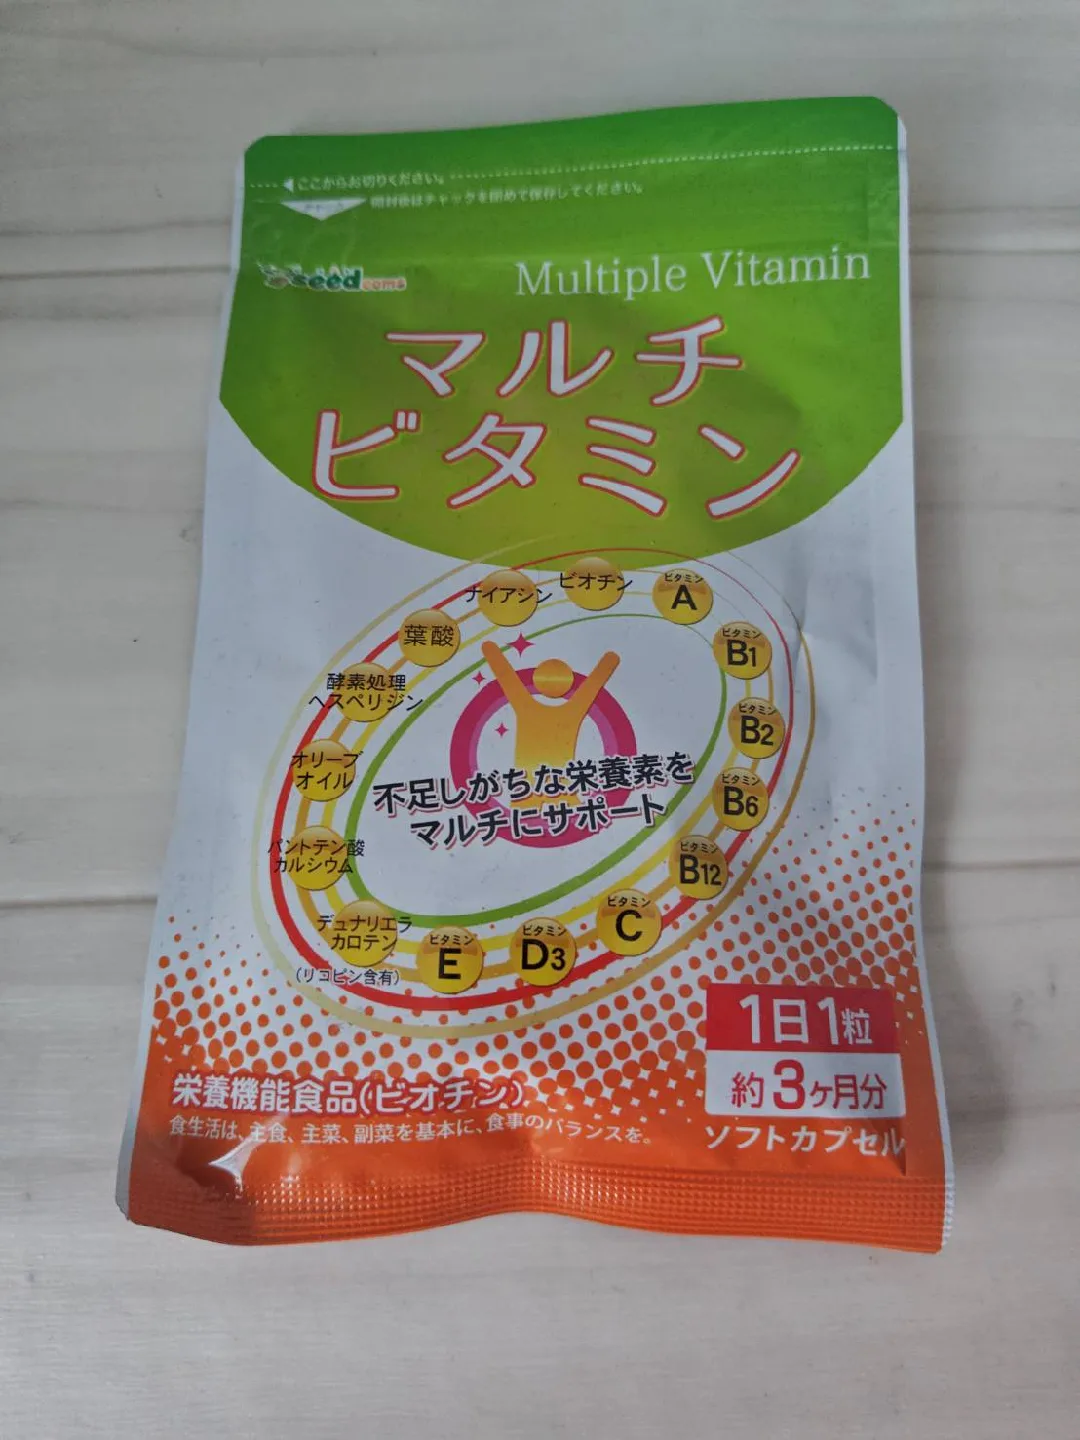 ここからお切りください。
チャック
開封後はチャックを閉めて保存してください。
seedcoms
Multiple Vitamin
マルチ
ビタミン
ビオチン
ナイアシン
葉酸
酵素処理
ヘスペリジン
オリーブ
オイル
パントテン酸
カルシウム
デュナリエラ
カロテン
(リコピン含有)
ビタミン
A
ビタミン
B1
ビタミン
B2
ビタミン
B6
ビタミン
B12
ビタミン
C
ビタミン
D3
ビタミン
E
不足しがちな栄養素を
マルチにサポート
1日1粒
約3ヶ月分
ソフトカプセル
栄養機能食品(ビオチン)
食生活は、主食、主菜、副菜を基本に、食事のバランスを。